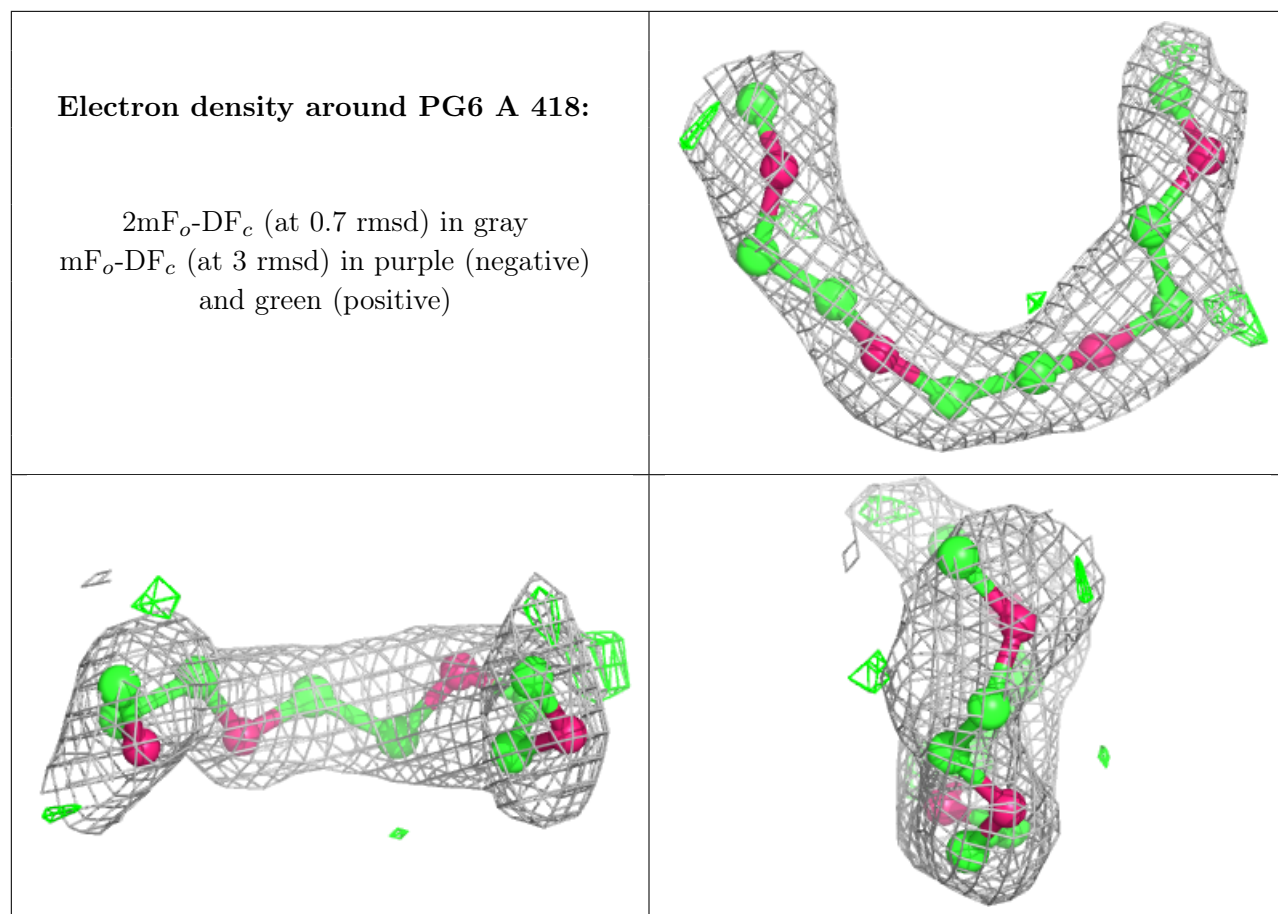 Electron density around PG6 A 418:
2mFo-DFc (at 0.7 rmsd) in gray
mFo-DFc (at 3 rmsd) in purple (negative)
and green (positive)